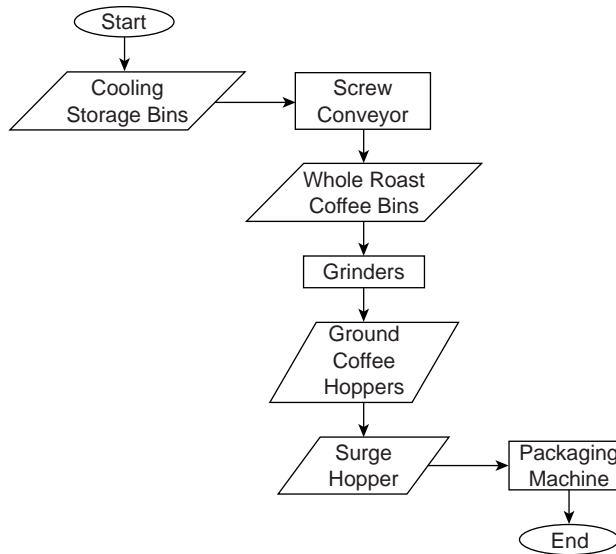 Start
Cooling
Storage Bins
Screw
Conveyor
Whole Roast
Coffee Bins
Grinders
Ground
Coffee
Hoppers
Surge
Hopper
Packaging
Machine
End